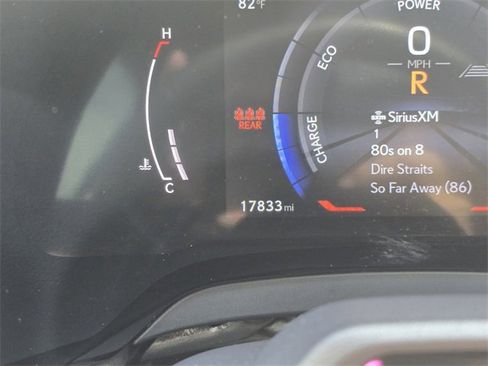 82°F
POWER
H
ECO
0
MPH
R
REAR
CHARGE
SiriusXM
1
80s on 8
Dire Straits
So Far Away (86)
C
17833 mi